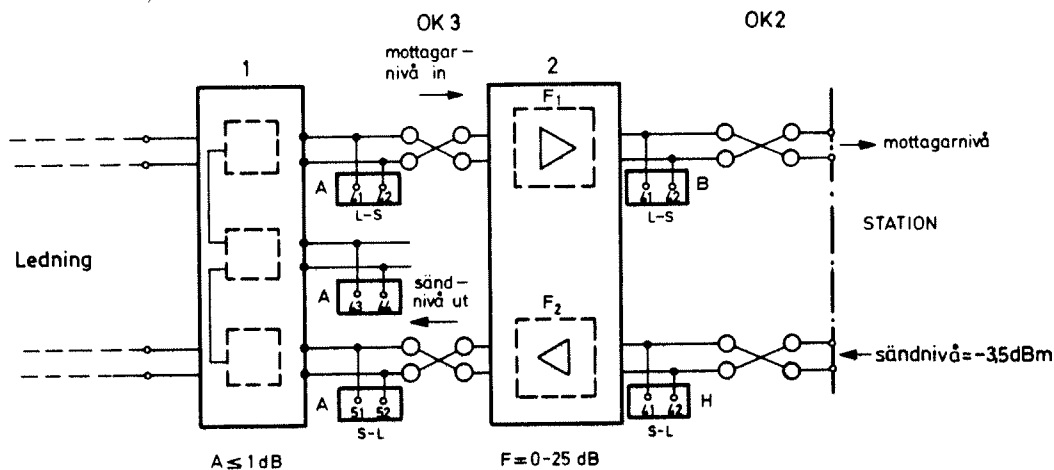 OK 3
OK2
mottagar-
nivå in
1
2
F1
mottagarnivå
A
41 42
L-S
B
41 42
L-S
STATION
Ledning
A
43 44
sänd-
nivå ut
F2
sändnivå=-3,5dBm
A
51 52
S-L
H
41 42
S-L
A ≤ 1 dB
F=0-25 dB